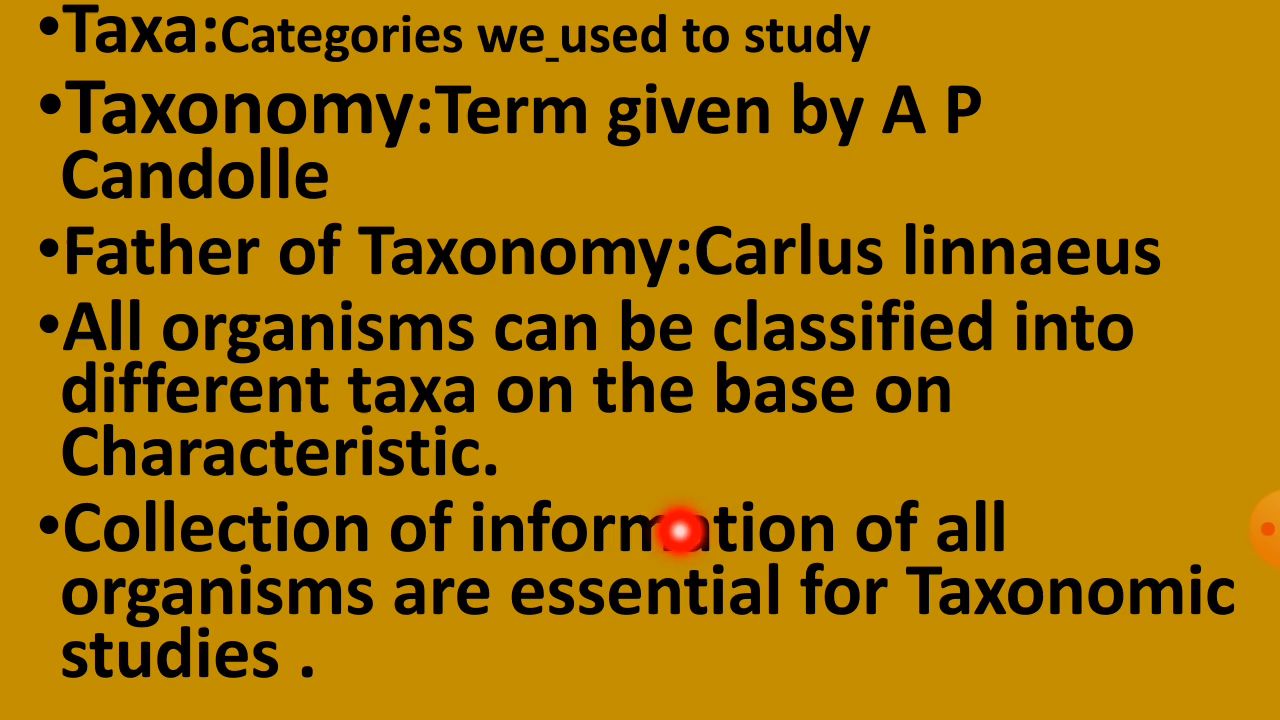 •Taxa:Categories we used to study
•Taxonomy:Term given by A P
Candolle
•Father of Taxonomy:Carlus linnaeus
•All organisms can be classified into
different taxa on the base on
Characteristic.
•Collection of information of all
organisms are essential for Taxonomic
studies .